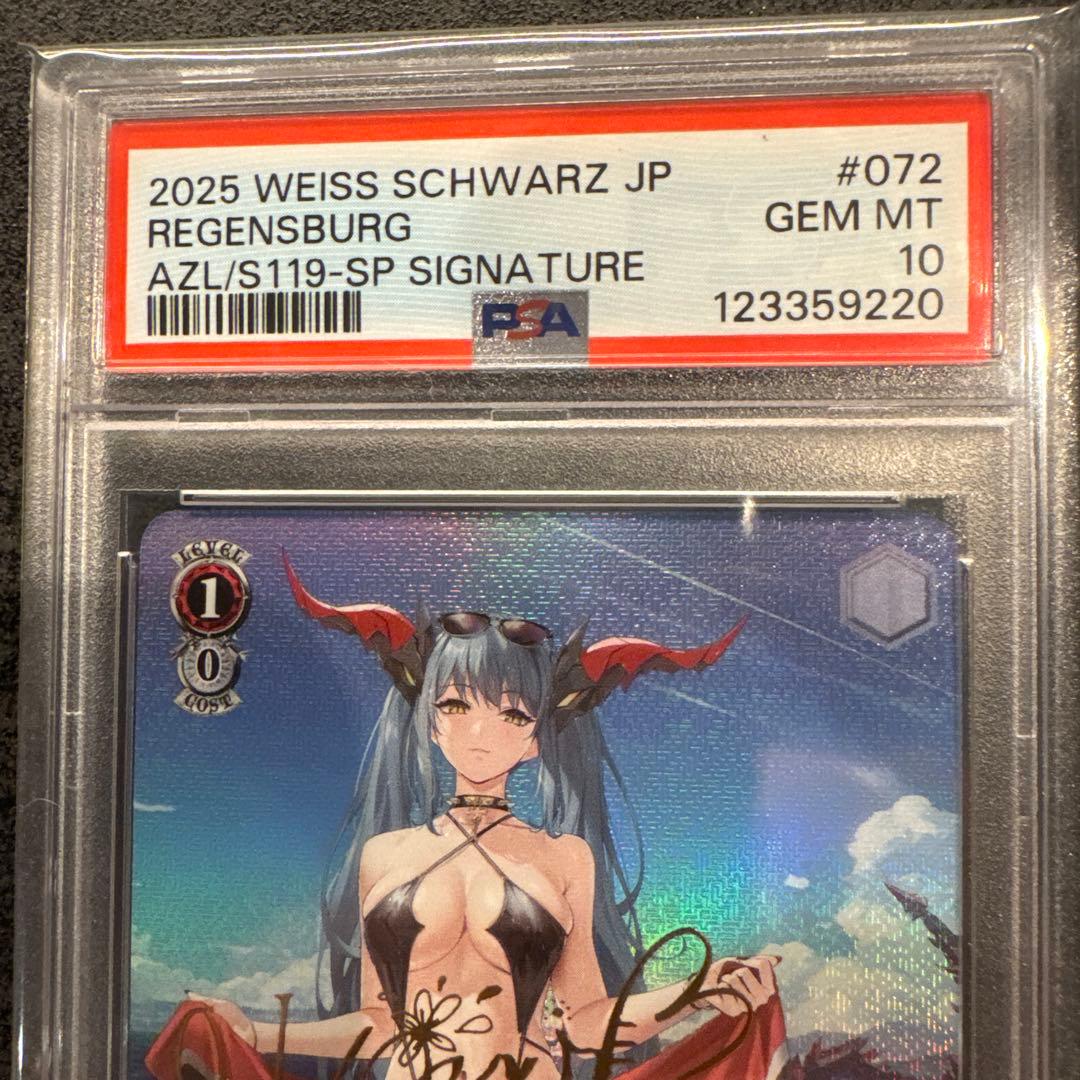 2025 WEISS SCHWARZ JP #072
REGENSBURG GEM MT
AZL/S119-SP SIGNATURE 10
PSA 123359220
LEVEL
1
0
COST